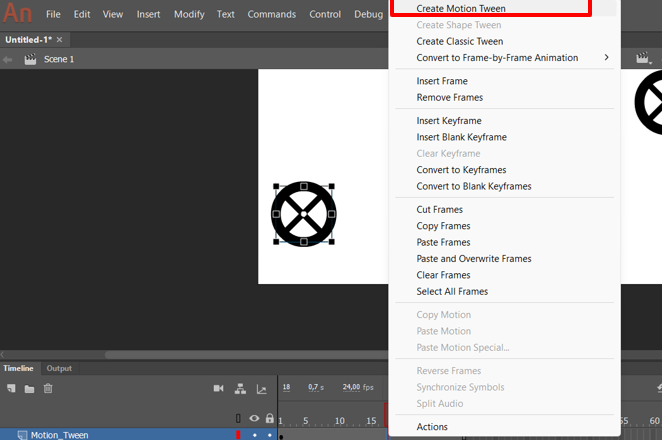 An File Edit View Insert Modify Text Commands Control Debug
Create Motion Tween
Create Shape Tween
Untitled-1* ×
Create Classic Tween
Scene 1
Convert to Frame-by-Frame Animation
Insert Frame
Remove Frames
Insert Keyframe
Insert Blank Keyframe
Clear Keyframe
Convert to Keyframes
Convert to Blank Keyframes
Cut Frames
Copy Frames
Paste Frames
Paste and Overwrite Frames
Clear Frames
Select All Frames
Copy Motion
Paste Motion
Paste Motion Special...
Reverse Frames
Synchronize Symbols
Split Audio
Actions
Timeline Output
18 0,7 s 24,00 fps
1 5 10 15 55 60
Motion_Tween